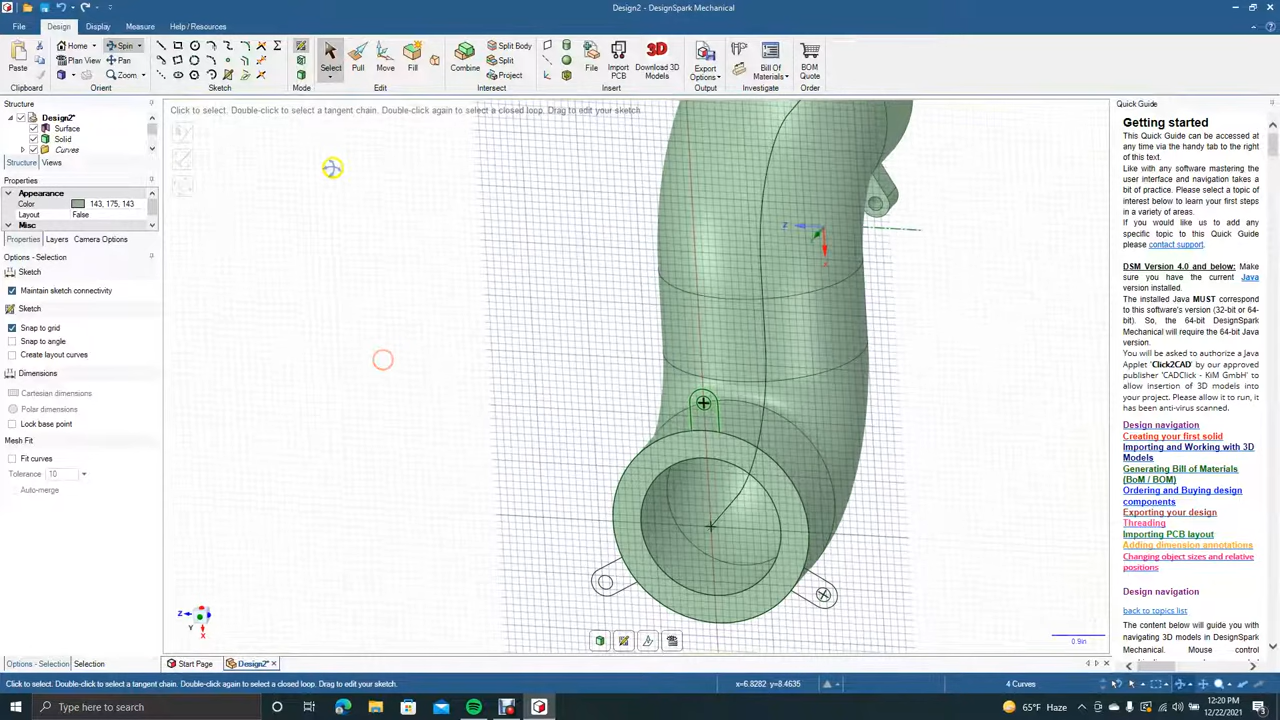 Design2 - DesignSpark Mechanical
File Design Display Measure
Paste
Home
Plan View
Spin
Pan
Zoom
Select
Pull
Move
Fill
Combine
Split Body
Split
Project
File
Import
PCB
Download 3D
Models
Export
Options
Bill of
Materials
BOM
Quote
Clipboard Orient Sketch Mode Edit Intersect Insert Output Investigate Order
Structure
Design2*
Surface
Solid
Curves
Structure Views
Properties
Appearance
Color 143, 175, 143
Layout False
Misc
Properties Layers Camera Options
Options - Selection
Sketch
Maintain sketch connectivity
Sketch
Snap to grid
Snap to angle
Create layout curves
Dimensions
Cartesian dimensions
Polar dimensions
Lock base point
Mesh Fit
Fit curves
Tolerance: 10
Auto-merge
Options - Selection Selection
Click to select. Double-click to select a tangent chain. Double-click again to select a closed loop. Drag to edit your sketch.
Z
Z
Y
X
0.9in
Start Page Design2*
Quick Guide
Getting started
This Quick Guide can be accessed at
any time via the handy tab to the right
of this text.
Like with any software mastering the
user interface and navigation takes a
bit of practice. Please select a topic of
interest below to learn your first steps
in a variety of areas.
If you would like us to add any
specific topic to this Quick Guide
please contact support.
DSM Version 4.0 and below: Make
sure you have the current Java
version installed.
The installed Java MUST correspond
to this software's version (32-bit or 64-
bit). So, the 64-bit DesignSpark
Mechanical will require the 64-bit Java
version.
You will be asked to authorize a Java
Applet 'Click2CAD' by our approved
publisher 'CADClick - KiM GmbH' to
allow insertion of 3D models into
your project. Please allow it to run, it
has been anti-virus scanned.
Design navigation
Creating your first solid
Importing and Working with 3D
Models
Generating Bill of Materials
(BoM / BOM)
Ordering and Buying design
components
Exporting your design
Threading
Importing PCB layout
Adding dimension annotations
Changing object sizes and relative
positions
Design navigation
back to topics list
The content below will guide you with
navigating 3D models in DesignSpark
Mechanical. Mouse control
Click to select. Double-click to select a tangent chain. Double-click again to select a closed loop. Drag to edit your sketch. x=6.8282 y=8.4635 4 Curves
Type here to search
65°F Haze
12:20 PM
12/22/2021